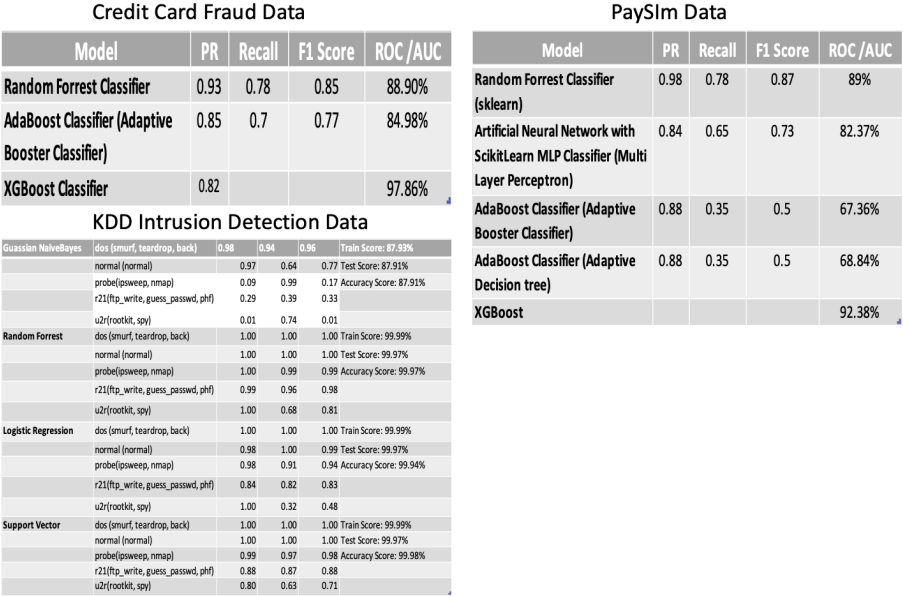 Credit Card Fraud Data
Model PR Recall F1 Score ROC /AUC
Random Forrest Classifier 0.93 0.78 0.85 88.90%
AdaBoost Classifier (Adaptive 0.85 0.7 0.77 84.98%
Booster Classifier)
XGBoost Classifier 0.82 97.86%
KDD Intrusion Detection Data
Guassian NaiveBayes dos (smurf, teardrop, back) 0.98 0.94 0.96 Train Score: 87.93%
normal (normal) 0.97 0.64 0.77 Test Score: 87.91%
probe(ipsweep, nmap) 0.09 0.99 0.17 Accuracy Score: 87.91%
r21(ftp_write, guess_passwd, phf) 0.29 0.39 0.33
u2r(rootkit, spy) 0.01 0.74 0.01
Random Forrest dos (smurf, teardrop, back) 1.00 1.00 1.00 Train Score: 99.99%
normal (normal) 1.00 1.00 1.00 Test Score: 99.97%
probe(ipsweep, nmap) 1.00 0.99 0.99 Accuracy Score: 99.97%
r21(ftp_write, guess_passwd, phf) 0.99 0.96 0.98
u2r(rootkit, spy) 1.00 0.68 0.81
Logistic Regression dos (smurf, teardrop, back) 1.00 1.00 1.00 Train Score: 99.99%
normal (normal) 0.98 1.00 0.99 Test Score: 99.97%
probe(ipsweep, nmap) 0.98 0.91 0.94 Accuracy Score: 99.94%
r21(ftp_write, guess_passwd, phf) 0.84 0.82 0.83
u2r(rootkit, spy) 1.00 0.32 0.48
Support Vector dos (smurf, teardrop, back) 1.00 1.00 1.00 Train Score: 99.99%
normal (normal) 1.00 1.00 1.00 Test Score: 99.97%
probe(ipsweep, nmap) 0.99 0.97 0.98 Accuracy Score: 99.98%
r21(ftp_write, guess_passwd, phf) 0.88 0.87 0.88
u2r(rootkit, spy) 0.80 0.63 0.71
PaySIm Data
Model PR Recall F1 Score ROC /AUC
Random Forrest Classifier 0.98 0.78 0.87 89%
(sklearn)
Artificial Neural Network with 0.84 0.65 0.73 82.37%
ScikitLearn MLP Classifier (Multi
Layer Perceptron)
AdaBoost Classifier (Adaptive 0.88 0.35 0.5 67.36%
Booster Classifier)
AdaBoost Classifier (Adaptive 0.88 0.35 0.5 68.84%
Decision tree)
XGBoost 92.38%